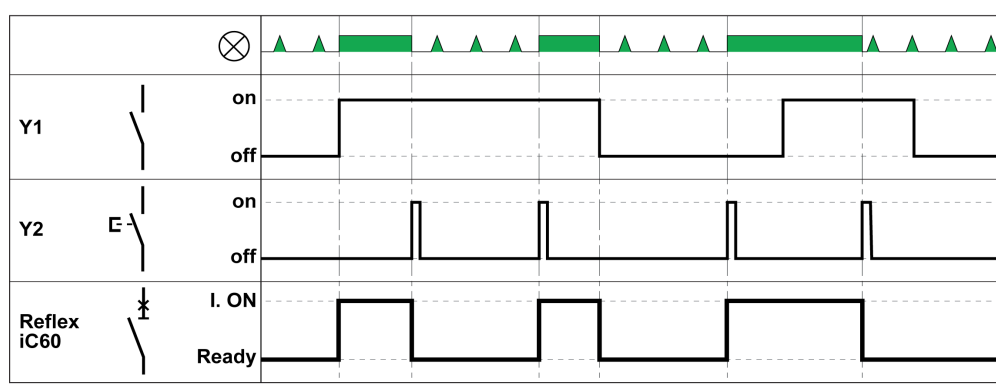 on
Y1
off
on
Y2
off
I. ON
Reflex
iC60
Ready